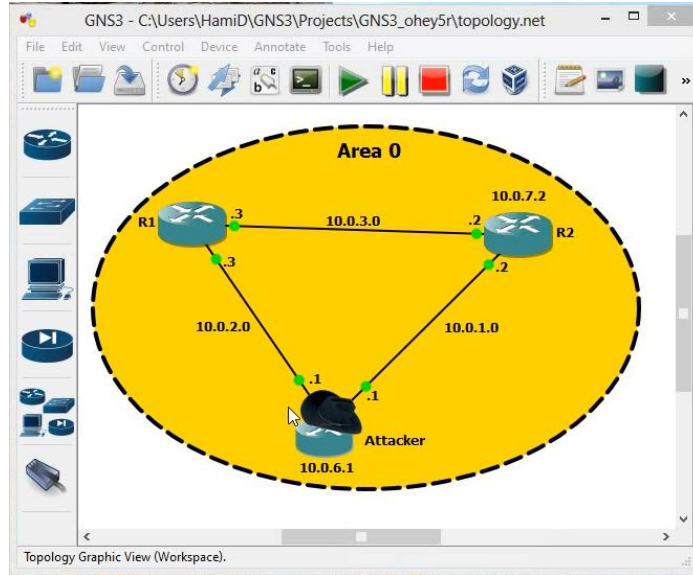 GNS3 - C:\Users\HamiD\GNS3\Projects\GNS3_ohey5r\topology.net
File Edit View Control Device Annotate Tools Help
a c
b
»
Area 0
10.0.7.2
R1 .3 10.0.3.0 .2 R2
.3 .2
10.0.2.0 10.0.1.0
.1 .1
Attacker
10.0.6.1
Topology Graphic View (Workspace).